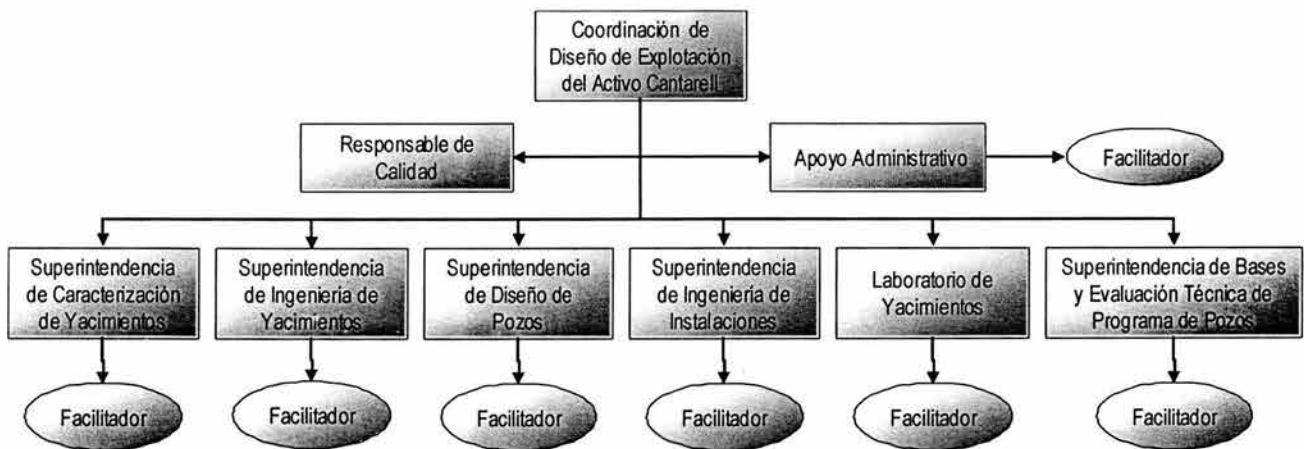 Coordinación de
Diseño de Explotación
del Activo Cantarell
Responsable de
Calidad
Apoyo Administrativo
Facilitador
Superintendencia
de Caracterización
de Yacimientos
Superintendencia
de Ingeniería de
Yacimientos
Superintendencia
de Diseño de
Pozos
Superintendencia
de Ingeniería de
Instalaciones
Laboratorio de
Yacimientos
Superintendencia de Bases
y Evaluación Técnica de
Programa de Pozos
Facilitador
Facilitador
Facilitador
Facilitador
Facilitador
Facilitador